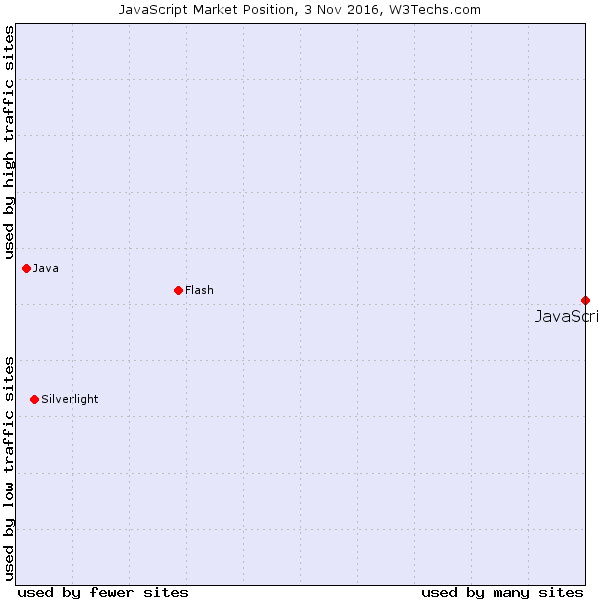 JavaScript Market Position, 3 Nov 2016, W3Techs.com
used by high traffic sites
Java
Flash
JavaScri
Silverlight
used by low traffic sites
used by fewer sites
used by many sites